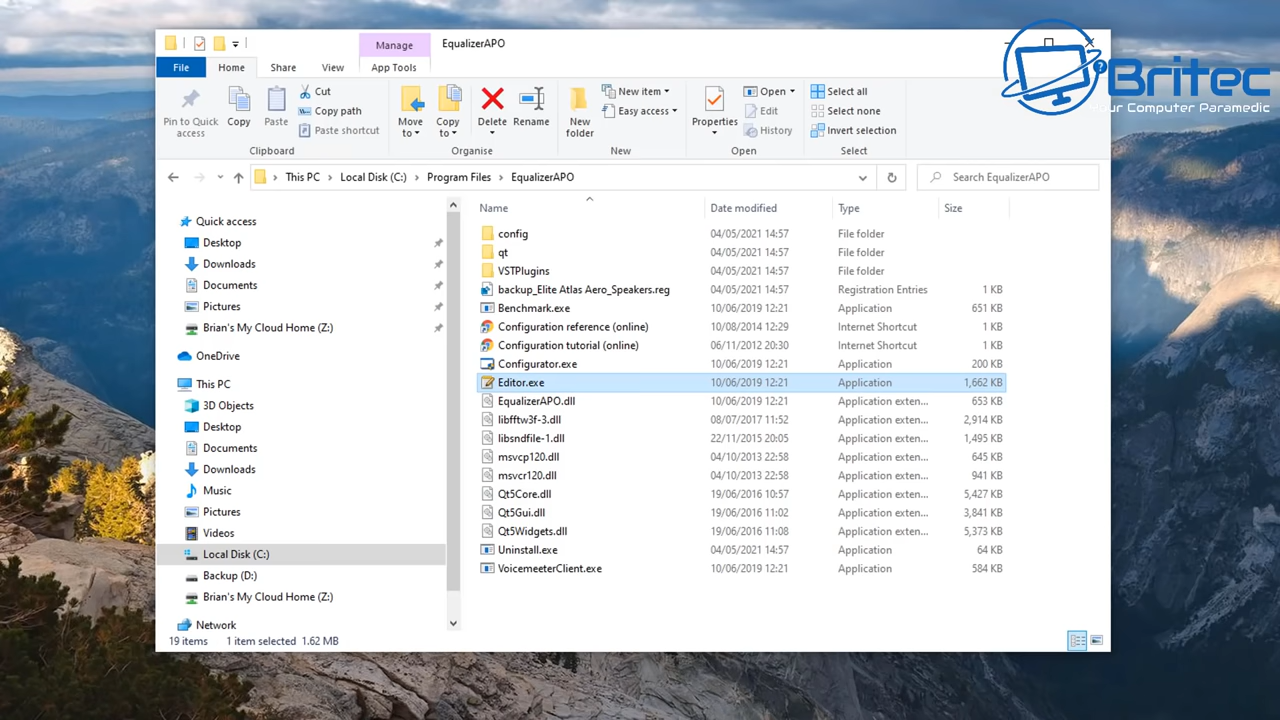 Manage
EqualizerAPO
File
Home
Share
View
App Tools
Pin to Quick access
Copy
Paste
Cut
Copy path
Paste shortcut
Clipboard
Move to
Copy to
Delete
Rename
Organise
New folder
New item
Easy access
New
Properties
Open
Edit
History
Open
Select all
Select none
Invert selection
Select
Britec
Your Computer Paramedic
This PC > Local Disk (C:) > Program Files > EqualizerAPO
Search EqualizerAPO
Quick access
Desktop
Downloads
Documents
Pictures
Brian's My Cloud Home (Z:)
OneDrive
This PC
3D Objects
Desktop
Documents
Downloads
Music
Pictures
Videos
Local Disk (C:)
Backup (D:)
Brian's My Cloud Home (Z:)
Network
Name Date modified Type Size
config 04/05/2021 14:57 File folder
qt 04/05/2021 14:57 File folder
VSTPlugins 04/05/2021 14:57 File folder
backup_Elite Atlas Aero_Speakers.reg 04/05/2021 14:57 Registration Entries 1 KB
Benchmark.exe 10/06/2019 12:21 Application 651 KB
Configuration reference (online) 10/08/2014 12:29 Internet Shortcut 1 KB
Configuration tutorial (online) 06/11/2012 20:30 Internet Shortcut 1 KB
Configurator.exe 10/06/2019 12:21 Application 200 KB
Editor.exe 10/06/2019 12:21 Application 1,662 KB
EqualizerAPO.dll 10/06/2019 12:21 Application exten... 653 KB
libfftw3f-3.dll 08/07/2017 11:52 Application exten... 2,914 KB
libsndfile-1.dll 22/11/2015 20:05 Application exten... 1,495 KB
msvcp120.dll 04/10/2013 22:58 Application exten... 645 KB
msvcr120.dll 04/10/2013 22:58 Application exten... 941 KB
Qt5Core.dll 19/06/2016 10:57 Application exten... 5,427 KB
Qt5Gui.dll 19/06/2016 11:02 Application exten... 3,841 KB
Qt5Widgets.dll 19/06/2016 11:08 Application exten... 5,373 KB
Uninstall.exe 04/05/2021 14:57 Application 64 KB
VoicemeeterClient.exe 10/06/2019 12:21 Application 584 KB
19 items 1 item selected 1.62 MB